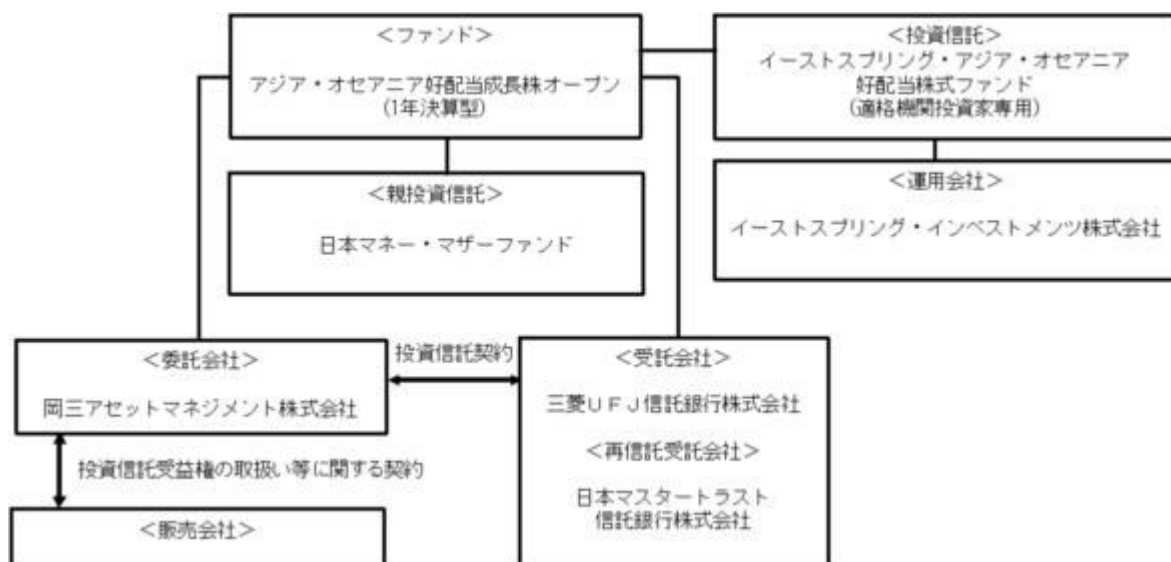 ＜ファンド＞
アジア・オセアニア好配当成長株オープン
（1年決算型）
＜投資信託＞
イーストスプリング・アジア・オセアニア
好配当株式ファンド
（適格機関投資家専用）
＜親投資信託＞
日本マネー・マザーファンド
＜運用会社＞
イーストスプリング・インベストメンツ株式会社
＜委託会社＞
岡三アセットマネジメント株式会社
投資信託契約
＜受託会社＞
三菱ＵＦＪ信託銀行株式会社
＜再信託受託会社＞
日本マスタートラスト
信託銀行株式会社
投資信託受益権の取扱い等に関する契約
＜販売会社＞